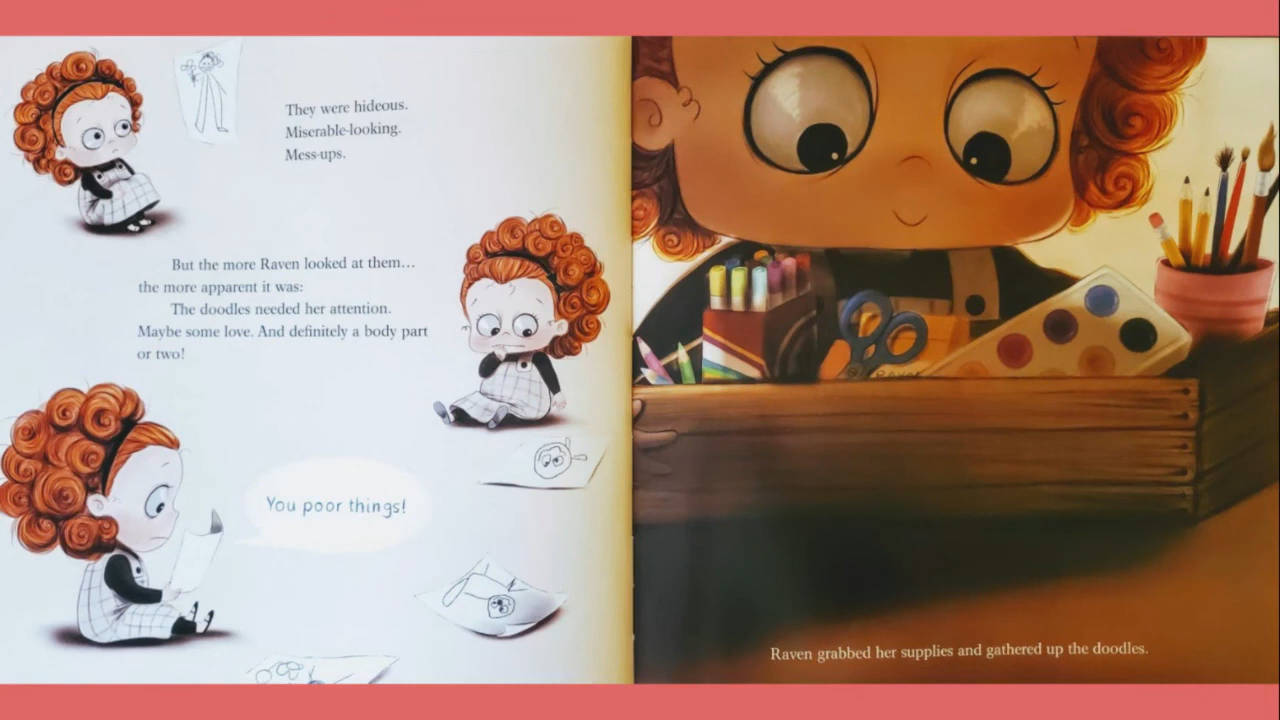 They were hideous.
Miserable-looking.
Mess-ups.
But the more Raven looked at them…
the more apparent it was:
The doodles needed her attention.
Maybe some love. And definitely a body part
or two!
You poor things!
Raven grabbed her supplies and gathered up the doodles.